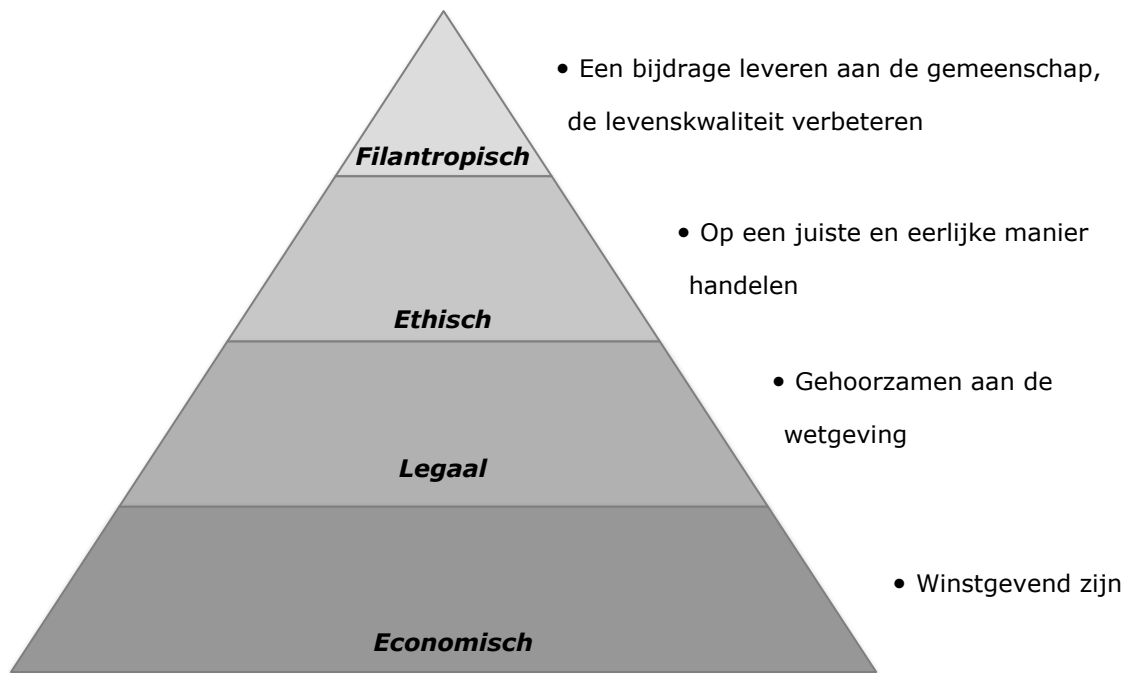 • Een bijdrage leveren aan de gemeenschap,
de levenskwaliteit verbeteren
Filantropisch
• Op een juiste en eerlijke manier
handelen
Ethisch
• Gehoorzamen aan de
wetgeving
Legaal
• Winstgevend zijn
Economisch